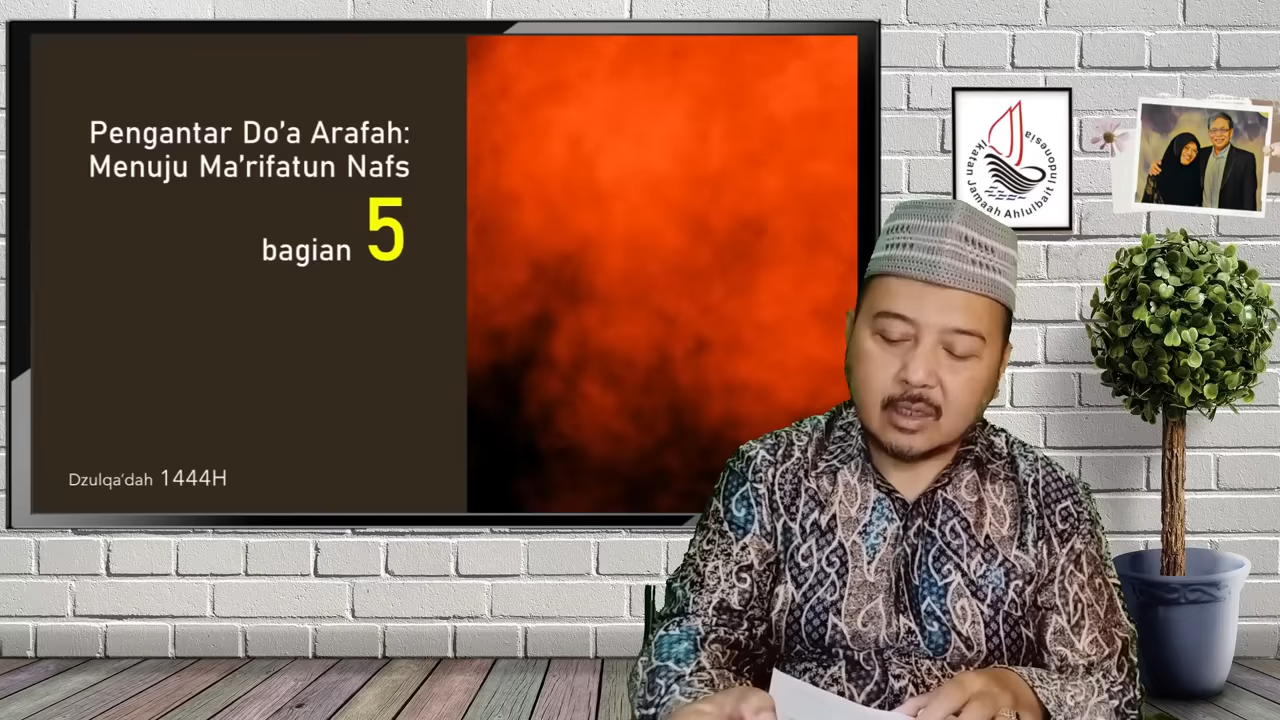 Pengantar Do'a Arafah:
Menuju Ma'rifatun Nafs
bagian 5
Dzulqa'dah 1444H
Ikatan Jamaah Ahlulbait Indonesia